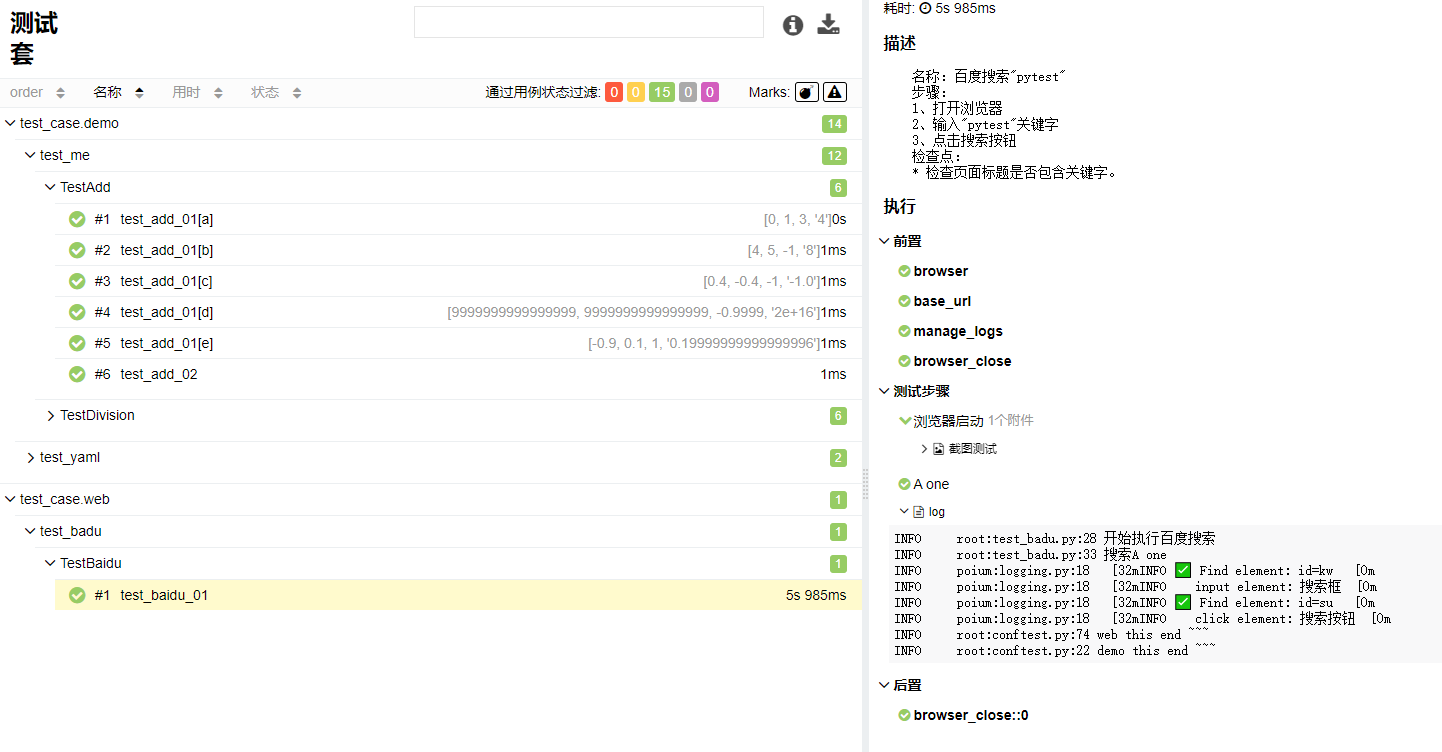 测试
套
order 名称 用时 状态 通过用例状态过滤: 0 0 15 0 0 Marks:
test_case.demo 14
test_me 12
TestAdd 6
#1 test_add_01[a] [0, 1, 3, '4']0s
#2 test_add_01[b] [4, 5, -1, '8']1ms
#3 test_add_01[c] [0.4, -0.4, -1, '-1.0']1ms
#4 test_add_01[d] [9999999999999999, 9999999999999999, -0.9999, '2e+16']1ms
#5 test_add_01[e] [-0.9, 0.1, 1, '0.19999999999999996']1ms
#6 test_add_02 1ms
TestDivision 6
test_yaml 2
test_case.web 1
test_badu 1
TestBaidu 1
#1 test_baidu_01 5s 985ms
耗时: 5s 985ms
描述
名称：百度搜索"pytest"
步骤：
1、打开浏览器
2、输入"pytest"关键字
3、点击搜索按钮
检查点：
* 检查页面标题是否包含关键字。
执行
前置
browser
base_url
manage_logs
browser_close
测试步骤
浏览器启动 1个附件
截图测试
A one
log
INFO root:test_badu.py:28 开始执行百度搜索
INFO root:test_badu.py:33 搜索A one
INFO poium:logging.py:18 [32mINFO ✅ Find element: id=kw [0m
INFO poium:logging.py:18 [32mINFO input element: 搜索框 [0m
INFO poium:logging.py:18 [32mINFO ✅ Find element: id=su [0m
INFO poium:logging.py:18 [32mINFO click element: 搜索按钮 [0m
INFO root:conftest.py:74 web this end ~~~
INFO root:conftest.py:22 demo this end ~~~
后置
browser_close::0